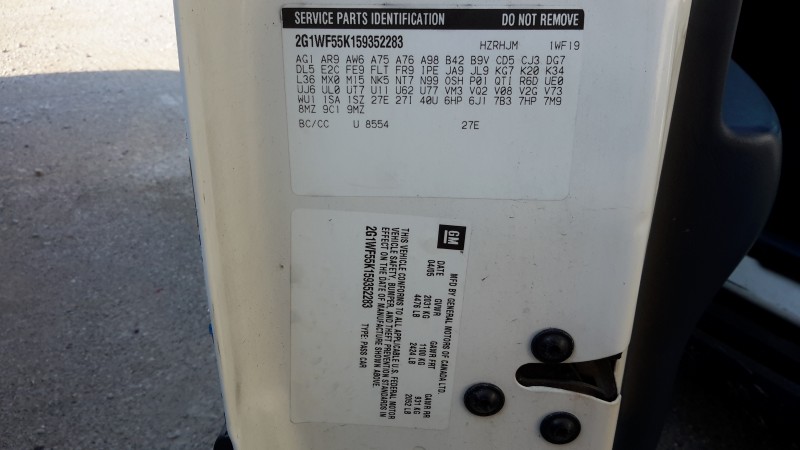 SERVICE PARTS IDENTIFICATION DO NOT REMOVE
2G1WF55K159352283 HZRHJM 1WF19
AG1 AR9 AW6 A75 A76 A98 B42 B9V CD5 CJ3 DG7
DL5 E2C FE9 FLT FR9 IPE JA9 JL9 KG7 K20 K34
L36 MX0 M15 NK5 NT7 N99 OSH P01 QTI R6D UE0
UJ6 UL0 UT7 U1I U62 U77 VM3 VQ2 V08 V2G V73
WU1 1SA 1SZ 27E 27I 40U 6HP 6J1 7B3 7HP 7M9
8MZ 9C1 9MZ
BC/CC U 8554 27E
GM
MFD BY GENERAL MOTORS OF CANADA LTD.
DATE GVWR GAWR FRT GAWR RR
04/05 2031 KG 1100 KG 931 KG
4476 LB 2424 LB 2052 LB
THIS VEHICLE CONFORMS TO ALL APPLICABLE U.S. FEDERAL MOTOR
VEHICLE SAFETY, BUMPER, AND THEFT PREVENTION STANDARDS IN
EFFECT ON THE DATE OF MANUFACTURE SHOWN ABOVE.
2G1WF55K159352283 TYPE: PASS CAR